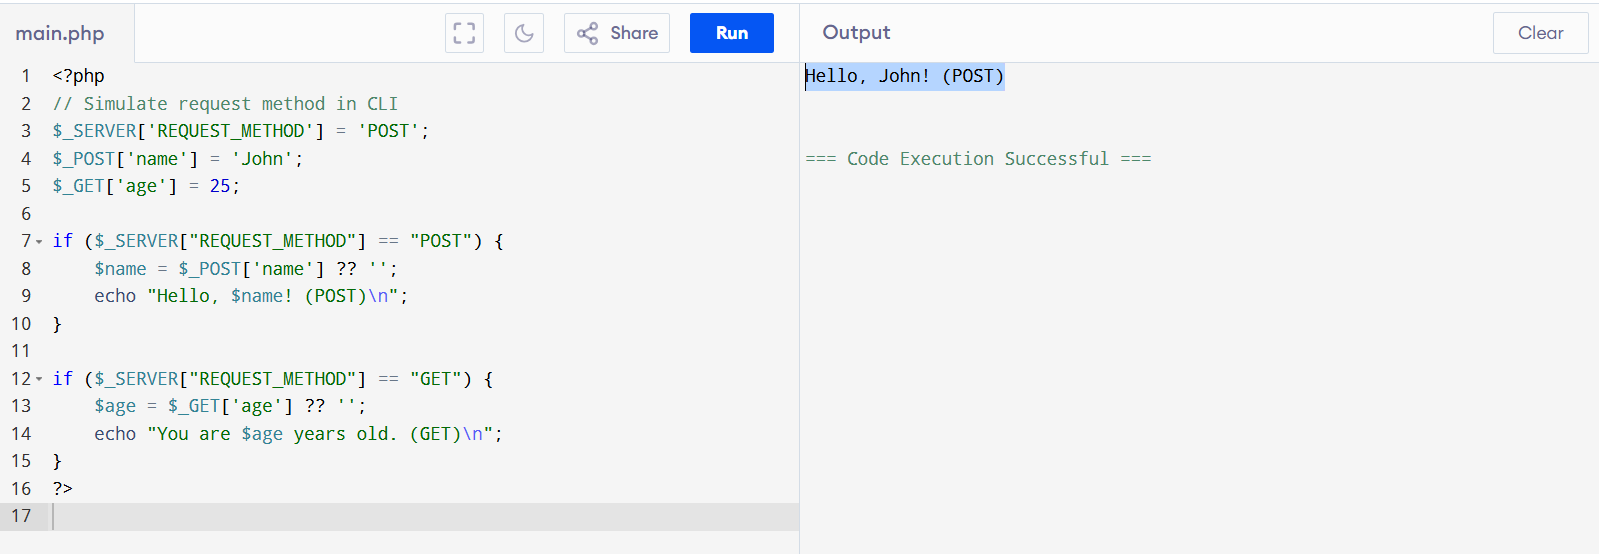 main.php
Share
Run
Output
Clear
1 <?php
2 // Simulate request method in CLI
3 $_SERVER['REQUEST_METHOD'] = 'POST';
4 $_POST['name'] = 'John';
5 $_GET['age'] = 25;
6
7 if ($_SERVER["REQUEST_METHOD"] == "POST") {
8     $name = $_POST['name'] ?? '';
9     echo "Hello, $name! (POST)\n";
10 }
11
12 if ($_SERVER["REQUEST_METHOD"] == "GET") {
13     $age = $_GET['age'] ?? '';
14     echo "You are $age years old. (GET)\n";
15 }
16 ?>
17
Hello, John! (POST)
=== Code Execution Successful ===